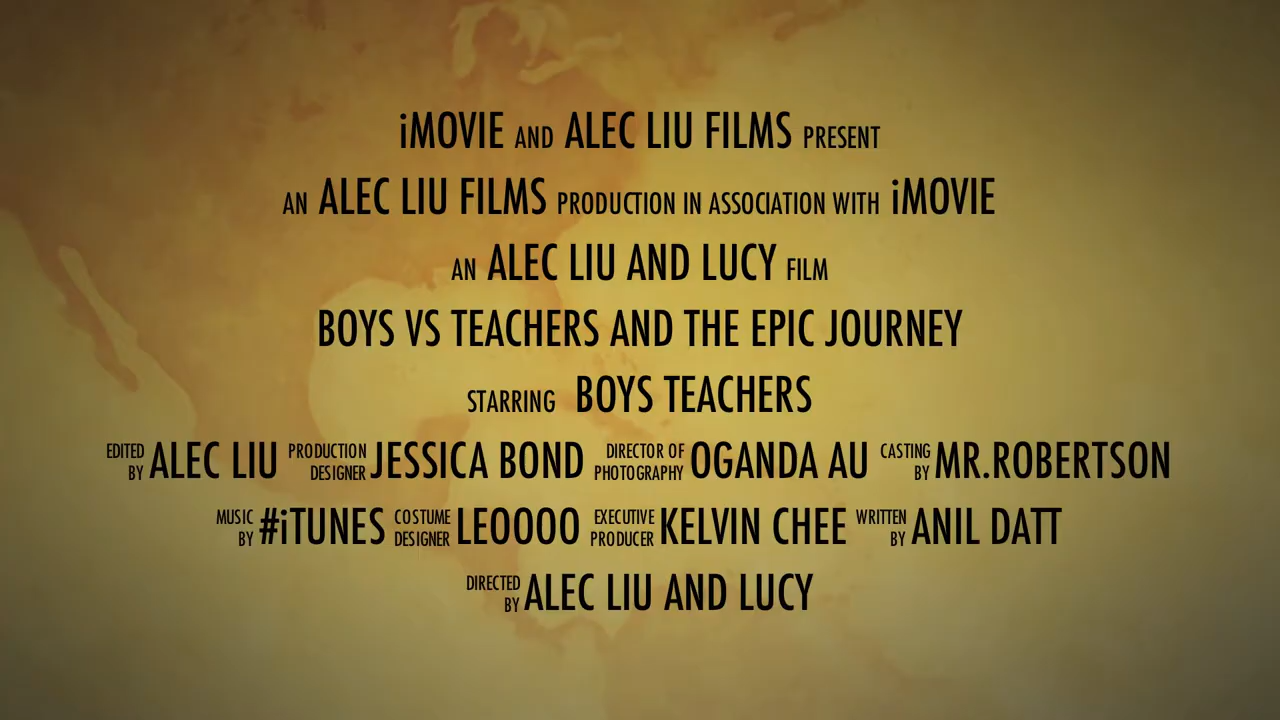 iMOVIE AND ALEC LIU FILMS PRESENT
AN ALEC LIU FILMS PRODUCTION IN ASSOCIATION WITH iMOVIE
AN ALEC LIU AND LUCY FILM
BOYS VS TEACHERS AND THE EPIC JOURNEY
STARRING BOYS TEACHERS
EDITED BY ALEC LIU PRODUCTION DESIGNER JESSICA BOND DIRECTOR OF PHOTOGRAPHY OGANDA AU CASTING BY MR.ROBERTSON
MUSIC BY #iTUNES COSTUME DESIGNER LEOOOO EXECUTIVE PRODUCER KELVIN CHEE WRITTEN BY ANIL DATT
DIRECTED BY ALEC LIU AND LUCY